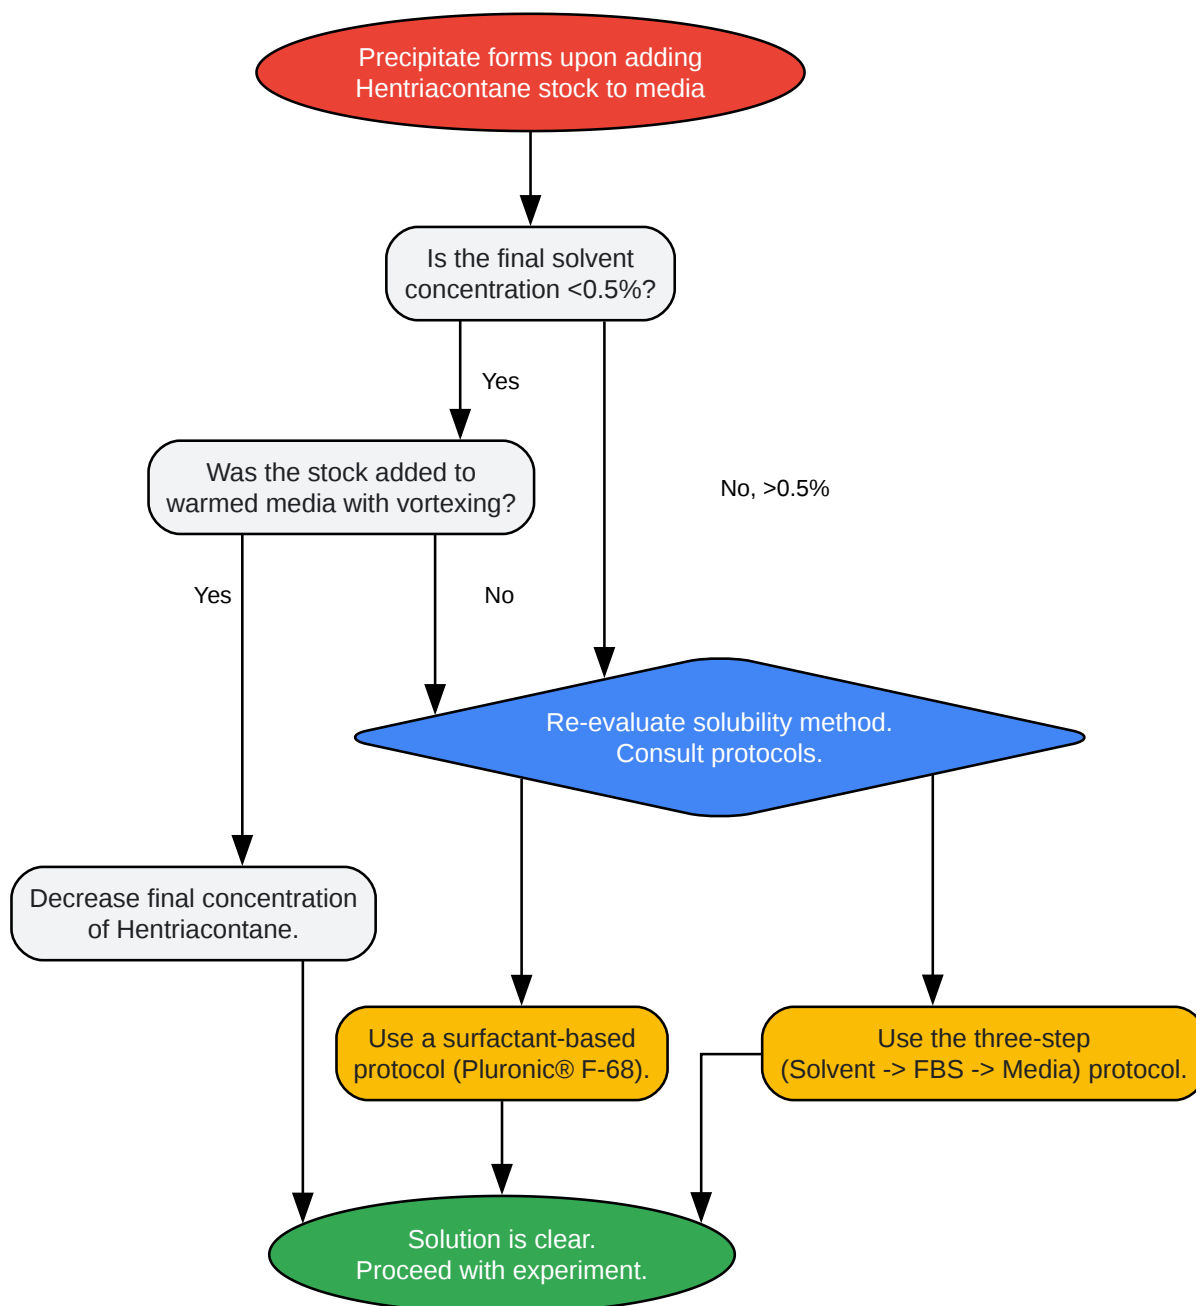 Precipitate forms upon adding
Hentriacontane stock to media
Is the final solvent
concentration <0.5%?
Yes
Was the stock added to
warmed media with vortexing?
No, >0.5%
Yes
No
Re-evaluate solubility method.
Consult protocols.
Decrease final concentration
of Hentriacontane.
Use a surfactant-based
protocol (Pluronic® F-68).
Use the three-step
(Solvent -> FBS -> Media) protocol.
Solution is clear.
Proceed with experiment.